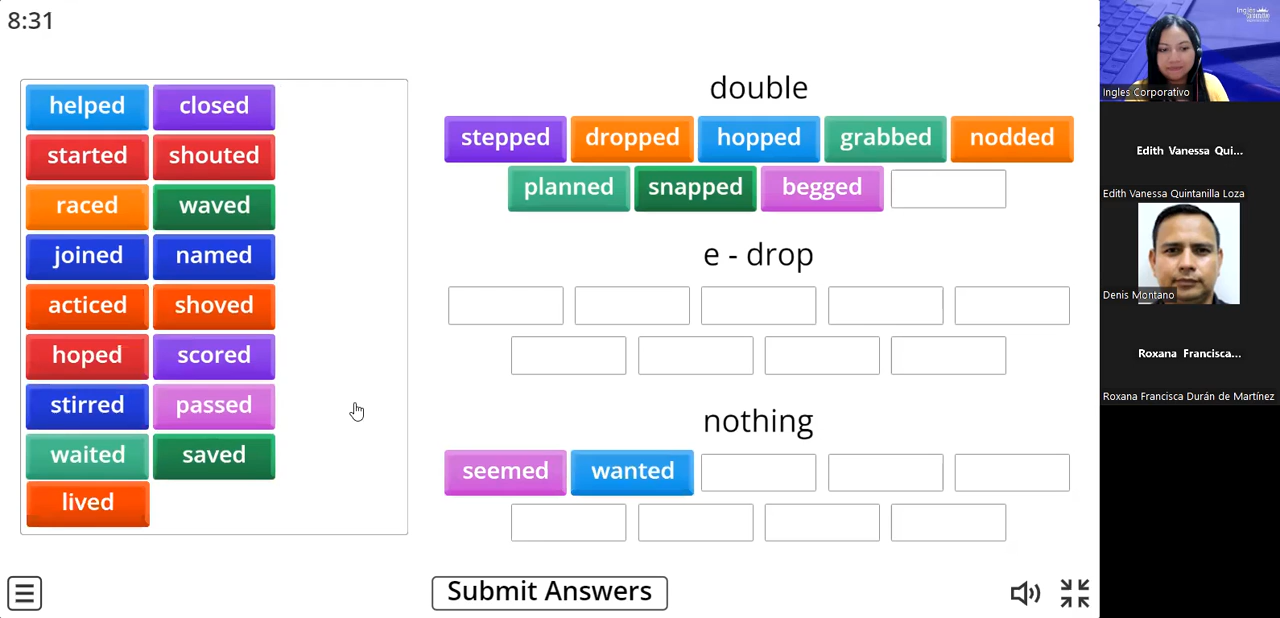 8:31
helped closed
started shouted
raced waved
joined named
acticed shoved
hoped scored
stirred passed
waited saved
lived
double
stepped dropped hopped grabbed nodded
planned snapped begged
e - drop
nothing
seemed wanted
Submit Answers
Ingles Corporativo
Edith Vanessa Qui...
Edith Vanessa Quintanilla Loza
Denis Montano
Roxana Francisca...
Roxana Francisca Durán de Martínez